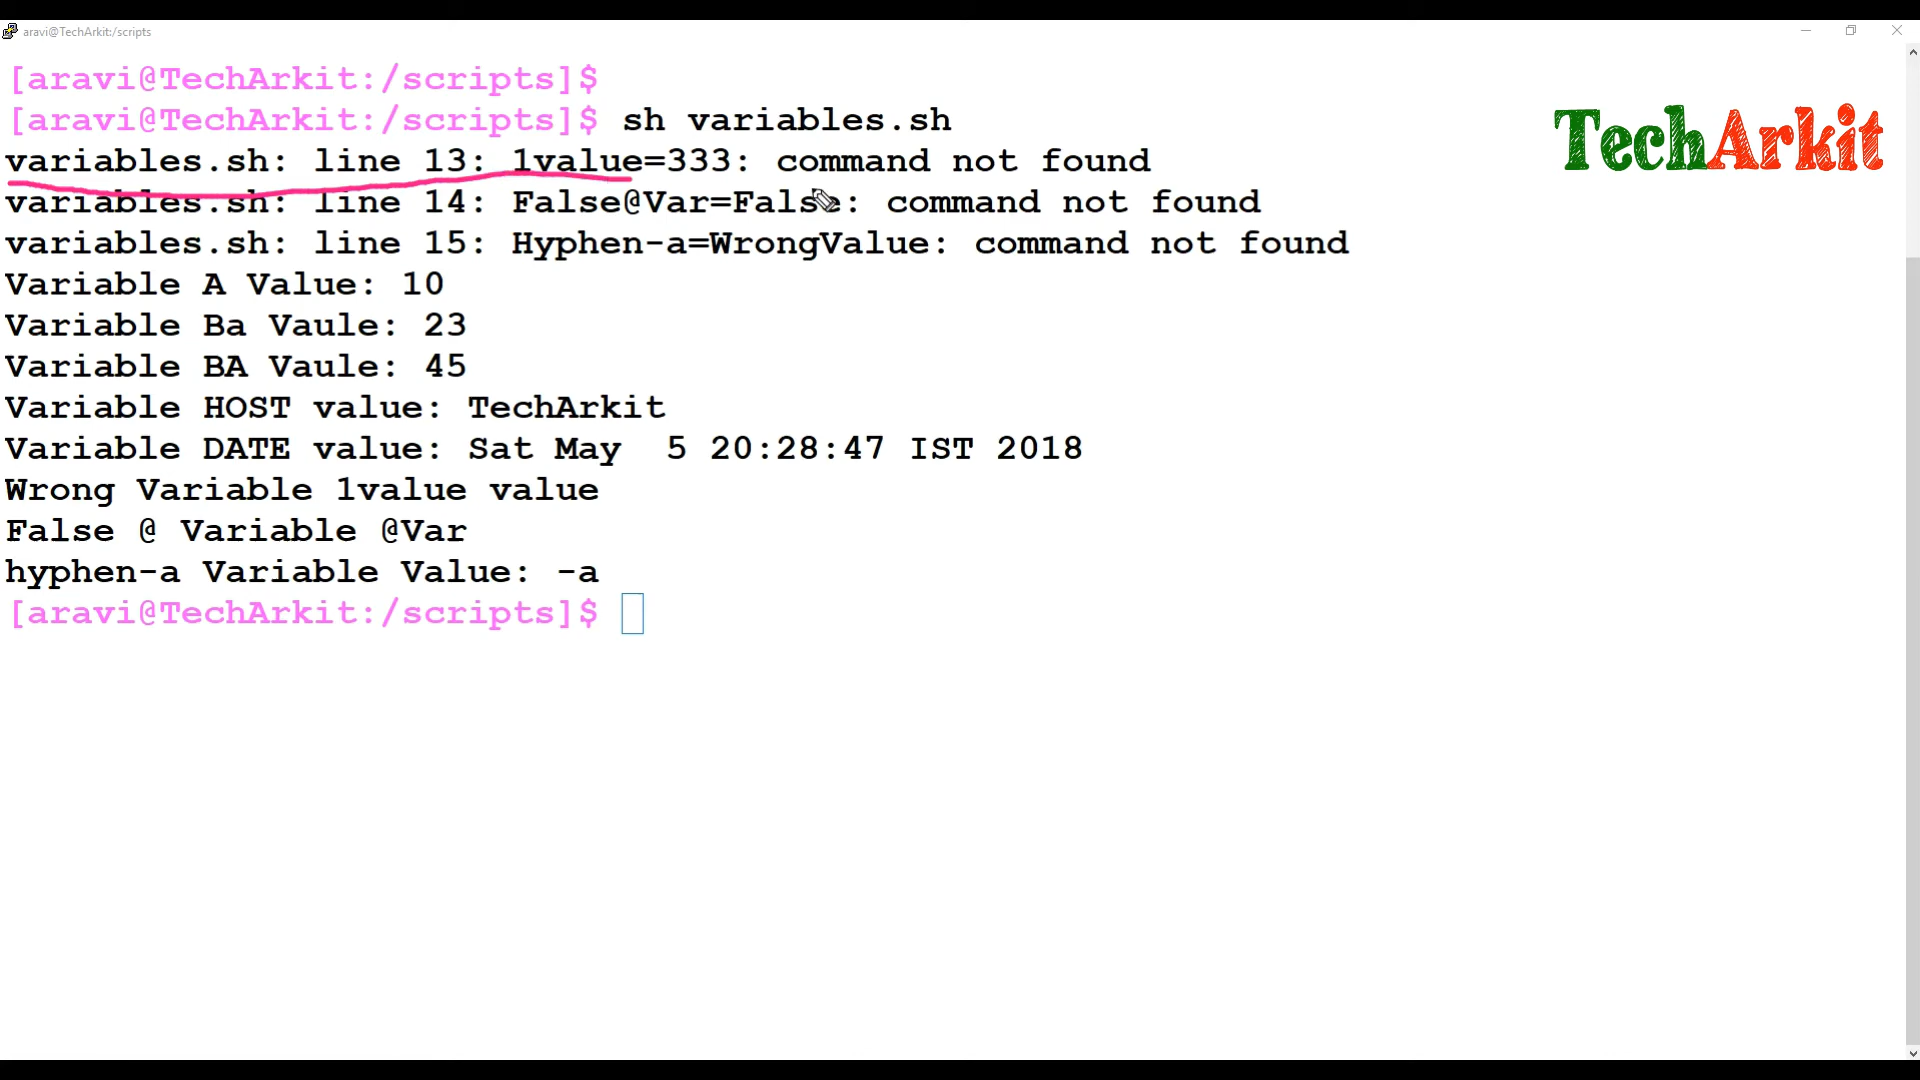 aravi@TechArkit:/scripts
[aravi@TechArkit:/scripts]$
[aravi@TechArkit:/scripts]$ sh variables.sh
TechArkit
variables.sh: line 13: 1value=333: command not found
variables.sh: line 14: False@Var=False: command not found
variables.sh: line 15: Hyphen-a=WrongValue: command not found
Variable A Value: 10
Variable Ba Vaule: 23
Variable BA Vaule: 45
Variable HOST value: TechArkit
Variable DATE value: Sat May  5 20:28:47 IST 2018
Wrong Variable 1value value
False @ Variable @Var
hyphen-a Variable Value: -a
[aravi@TechArkit:/scripts]$